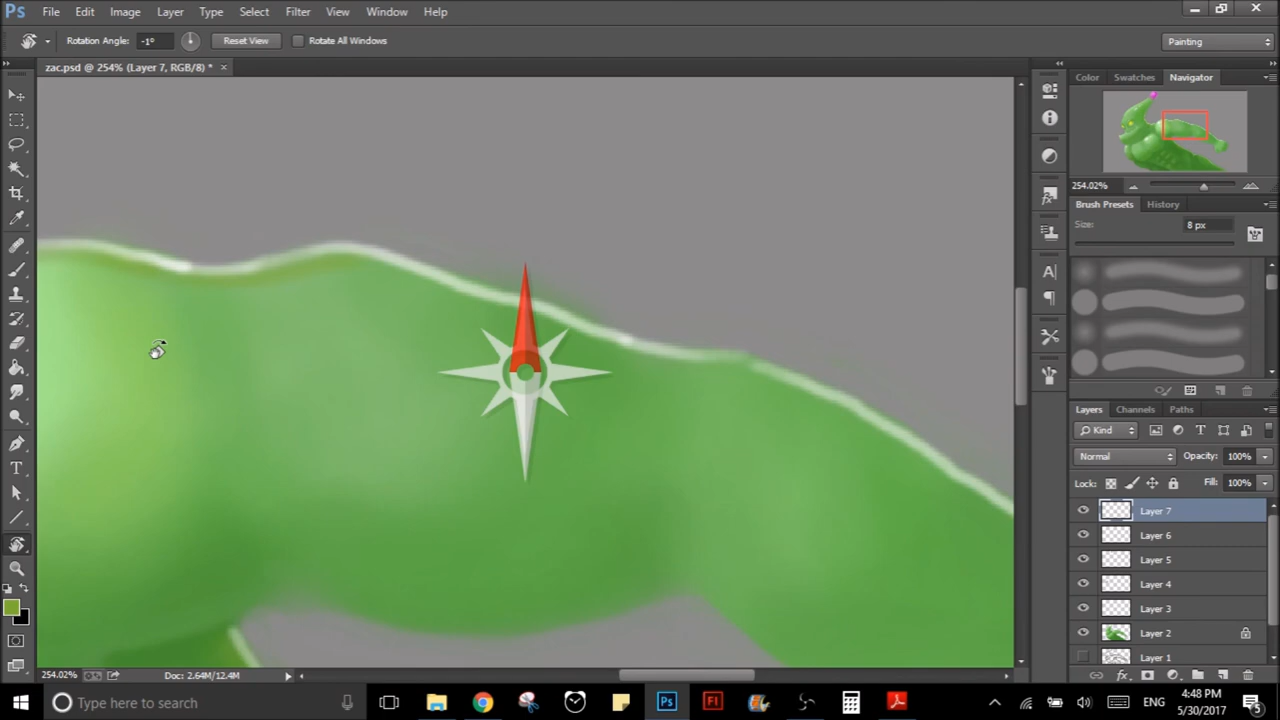 Ps File Edit Image Layer Type Select Filter View Window Help
Rotation Angle: -1° Reset View Rotate All Windows Painting
zac.psd @ 254% (Layer 7, RGB/8) * ×
Color Swatches Navigator
254.02%
Brush Presets History
Size: 8 px
Layers Channels Paths
Kind
Normal Opacity: 100%
Lock: Fill: 100%
Layer 7
Layer 6
Layer 5
Layer 4
Layer 3
Layer 2
Layer 1
254.02% Doc: 2.64M/12.4M
Type here to search Ps Fl ENG 4:48 PM
5/30/2017 5